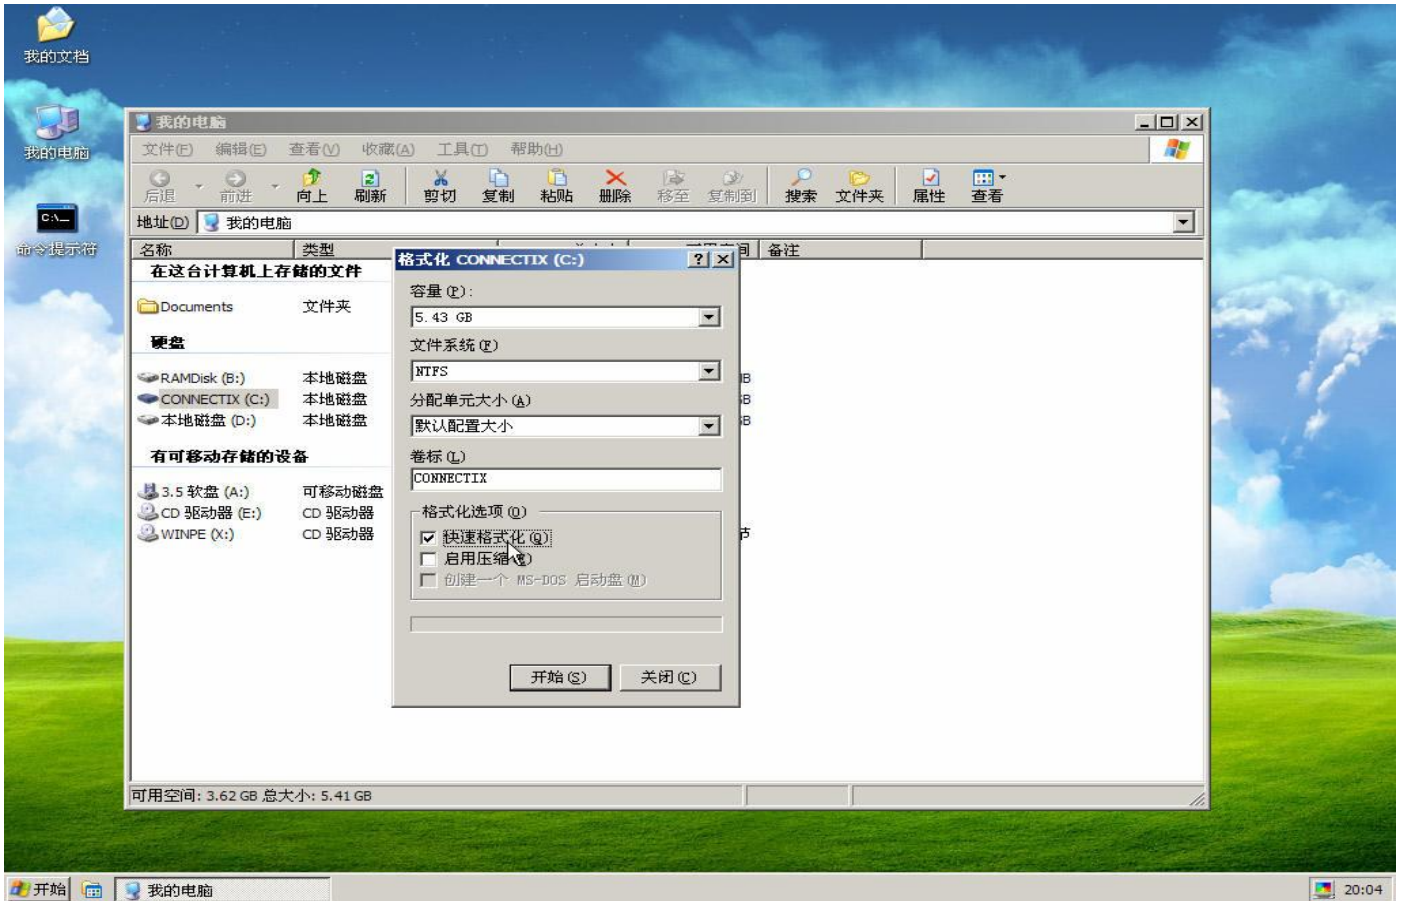 我的文档
我的电脑
C:\_
命令提示符
我的电脑
文件(F) 编辑(E) 查看(V) 收藏(A) 工具(T) 帮助(H)
后退 前进 向上 刷新 剪切 复制 粘贴 删除 移至 复制到 搜索 文件夹 属性 查看
地址(D) 我的电脑
名称 类型 间 备注
在这台计算机上存储的文件
Documents 文件夹
硬盘
RAMDisk (B:) 本地磁盘 B
CONNECTIX (C:) 本地磁盘 B
本地磁盘 (D:) 本地磁盘 B
有可移动存储的设备
3.5 软盘 (A:) 可移动磁盘
CD 驱动器 (E:) CD 驱动器
WINPE (X:) CD 驱动器
格式化 CONNECTIX (C:)
容量(P):
5.43 GB
文件系统(F)
NTFS
分配单元大小(A)
默认配置大小
卷标(L)
CONNECTIX
格式化选项(O)
快速格式化(Q)
启用压缩
创建一个 MS-DOS 启动盘(M)
开始(S) 关闭(C)
可用空间: 3.62 GB 总大小: 5.41 GB
开始 我的电脑 20:04